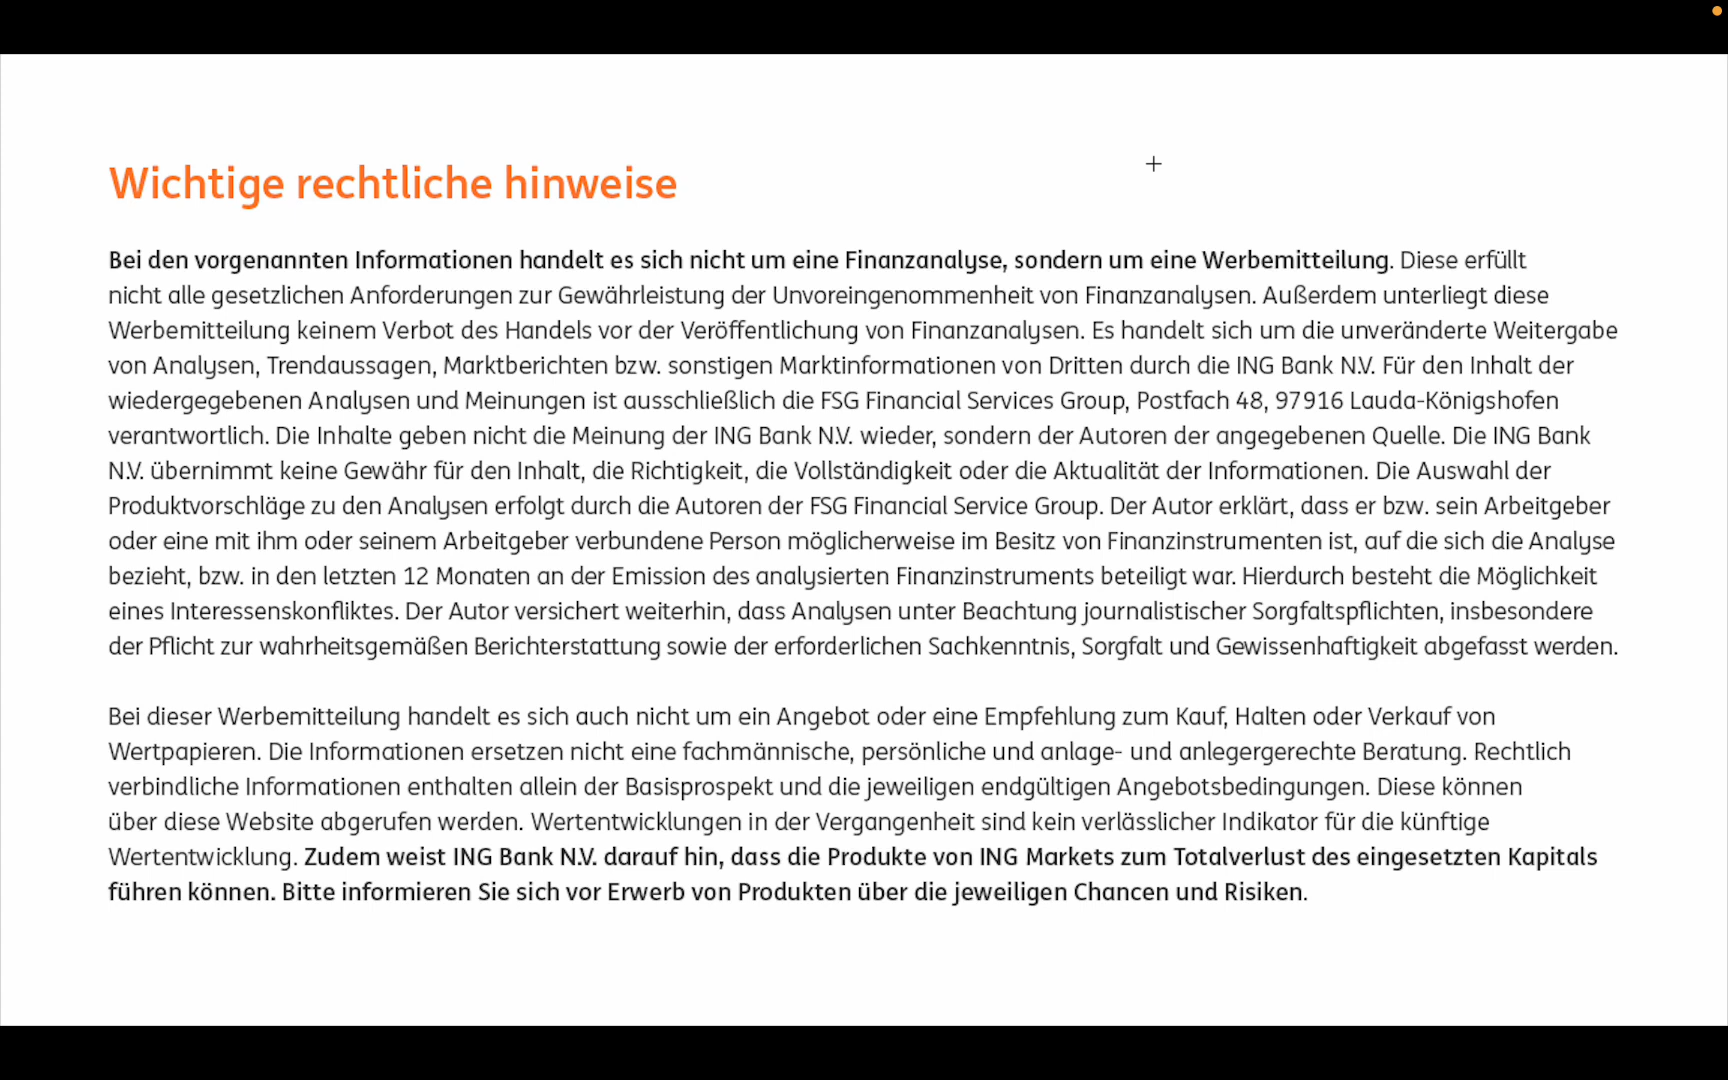 Wichtige rechtliche hinweise
Bei den vorgenannten Informationen handelt es sich nicht um eine Finanzanalyse, sondern um eine Werbemitteilung. Diese erfüllt
nicht alle gesetzlichen Anforderungen zur Gewährleistung der Unvoreingenommenheit von Finanzanalysen. Außerdem unterliegt diese
Werbemitteilung keinem Verbot des Handels vor der Veröffentlichung von Finanzanalysen. Es handelt sich um die unveränderte Weitergabe
von Analysen, Trendaussagen, Marktberichten bzw. sonstigen Marktinformationen von Dritten durch die ING Bank N.V. Für den Inhalt der
wiedergegebenen Analysen und Meinungen ist ausschließlich die FSG Financial Services Group, Postfach 48, 97916 Lauda-Königshofen
verantwortlich. Die Inhalte geben nicht die Meinung der ING Bank N.V. wieder, sondern der Autoren der angegebenen Quelle. Die ING Bank
N.V. übernimmt keine Gewähr für den Inhalt, die Richtigkeit, die Vollständigkeit oder die Aktualität der Informationen. Die Auswahl der
Produktvorschläge zu den Analysen erfolgt durch die Autoren der FSG Financial Service Group. Der Autor erklärt, dass er bzw. sein Arbeitgeber
oder eine mit ihm oder seinem Arbeitgeber verbundene Person möglicherweise im Besitz von Finanzinstrumenten ist, auf die sich die Analyse
bezieht, bzw. in den letzten 12 Monaten an der Emission des analysierten Finanzinstruments beteiligt war. Hierdurch besteht die Möglichkeit
eines Interessenskonfliktes. Der Autor versichert weiterhin, dass Analysen unter Beachtung journalistischer Sorgfaltspflichten, insbesondere
der Pflicht zur wahrheitsgemäßen Berichterstattung sowie der erforderlichen Sachkenntnis, Sorgfalt und Gewissenhaftigkeit abgefasst werden.
Bei dieser Werbemitteilung handelt es sich auch nicht um ein Angebot oder eine Empfehlung zum Kauf, Halten oder Verkauf von
Wertpapieren. Die Informationen ersetzen nicht eine fachmännische, persönliche und anlage- und anlegergerechte Beratung. Rechtlich
verbindliche Informationen enthalten allein der Basisprospekt und die jeweiligen endgültigen Angebotsbedingungen. Diese können
über diese Website abgerufen werden. Wertentwicklungen in der Vergangenheit sind kein verlässlicher Indikator für die künftige
Wertentwicklung. Zudem weist ING Bank N.V. darauf hin, dass die Produkte von ING Markets zum Totalverlust des eingesetzten Kapitals
führen können. Bitte informieren Sie sich vor Erwerb von Produkten über die jeweiligen Chancen und Risiken.